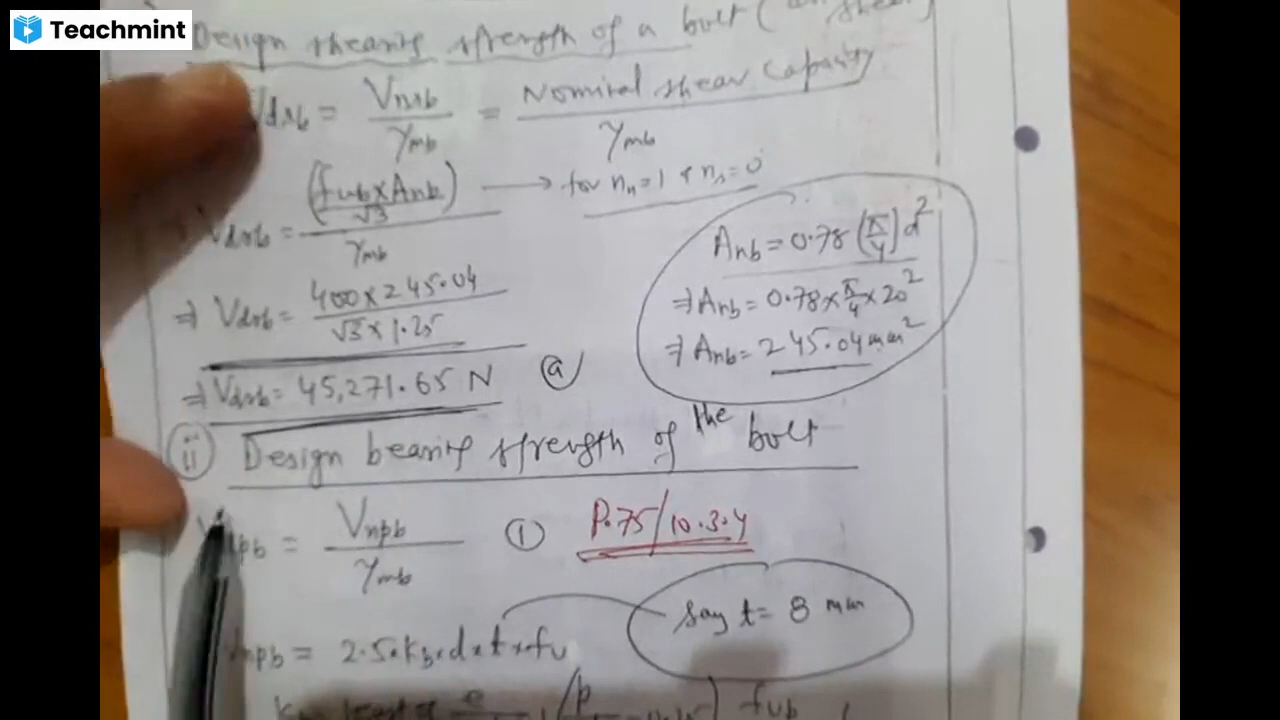 Teachmint
Design shearing strength of a bolt (
Vdsb = Vnsb / γmb = Nominal shear capacity / γmb
Vdsb = (fub×Anb / √3) / γmb → for nn=1 & ns=0
Anb = 0.78 (π/4) d²
⇒ Anb = 0.78 × π/4 × 20²
⇒ Anb = 245.04 mm²
⇒ Vdsb = 400 × 245.04 / √3 × 1.25
⇒ Vdsb = 45,271.65 N (a)
(ii) Design bearing strength of the bolt
= Vnpb / γmb (1) P.75/10.3.4
say t = 8 mm
= 2.5.kb.d×t×fu
least of e
p
fub